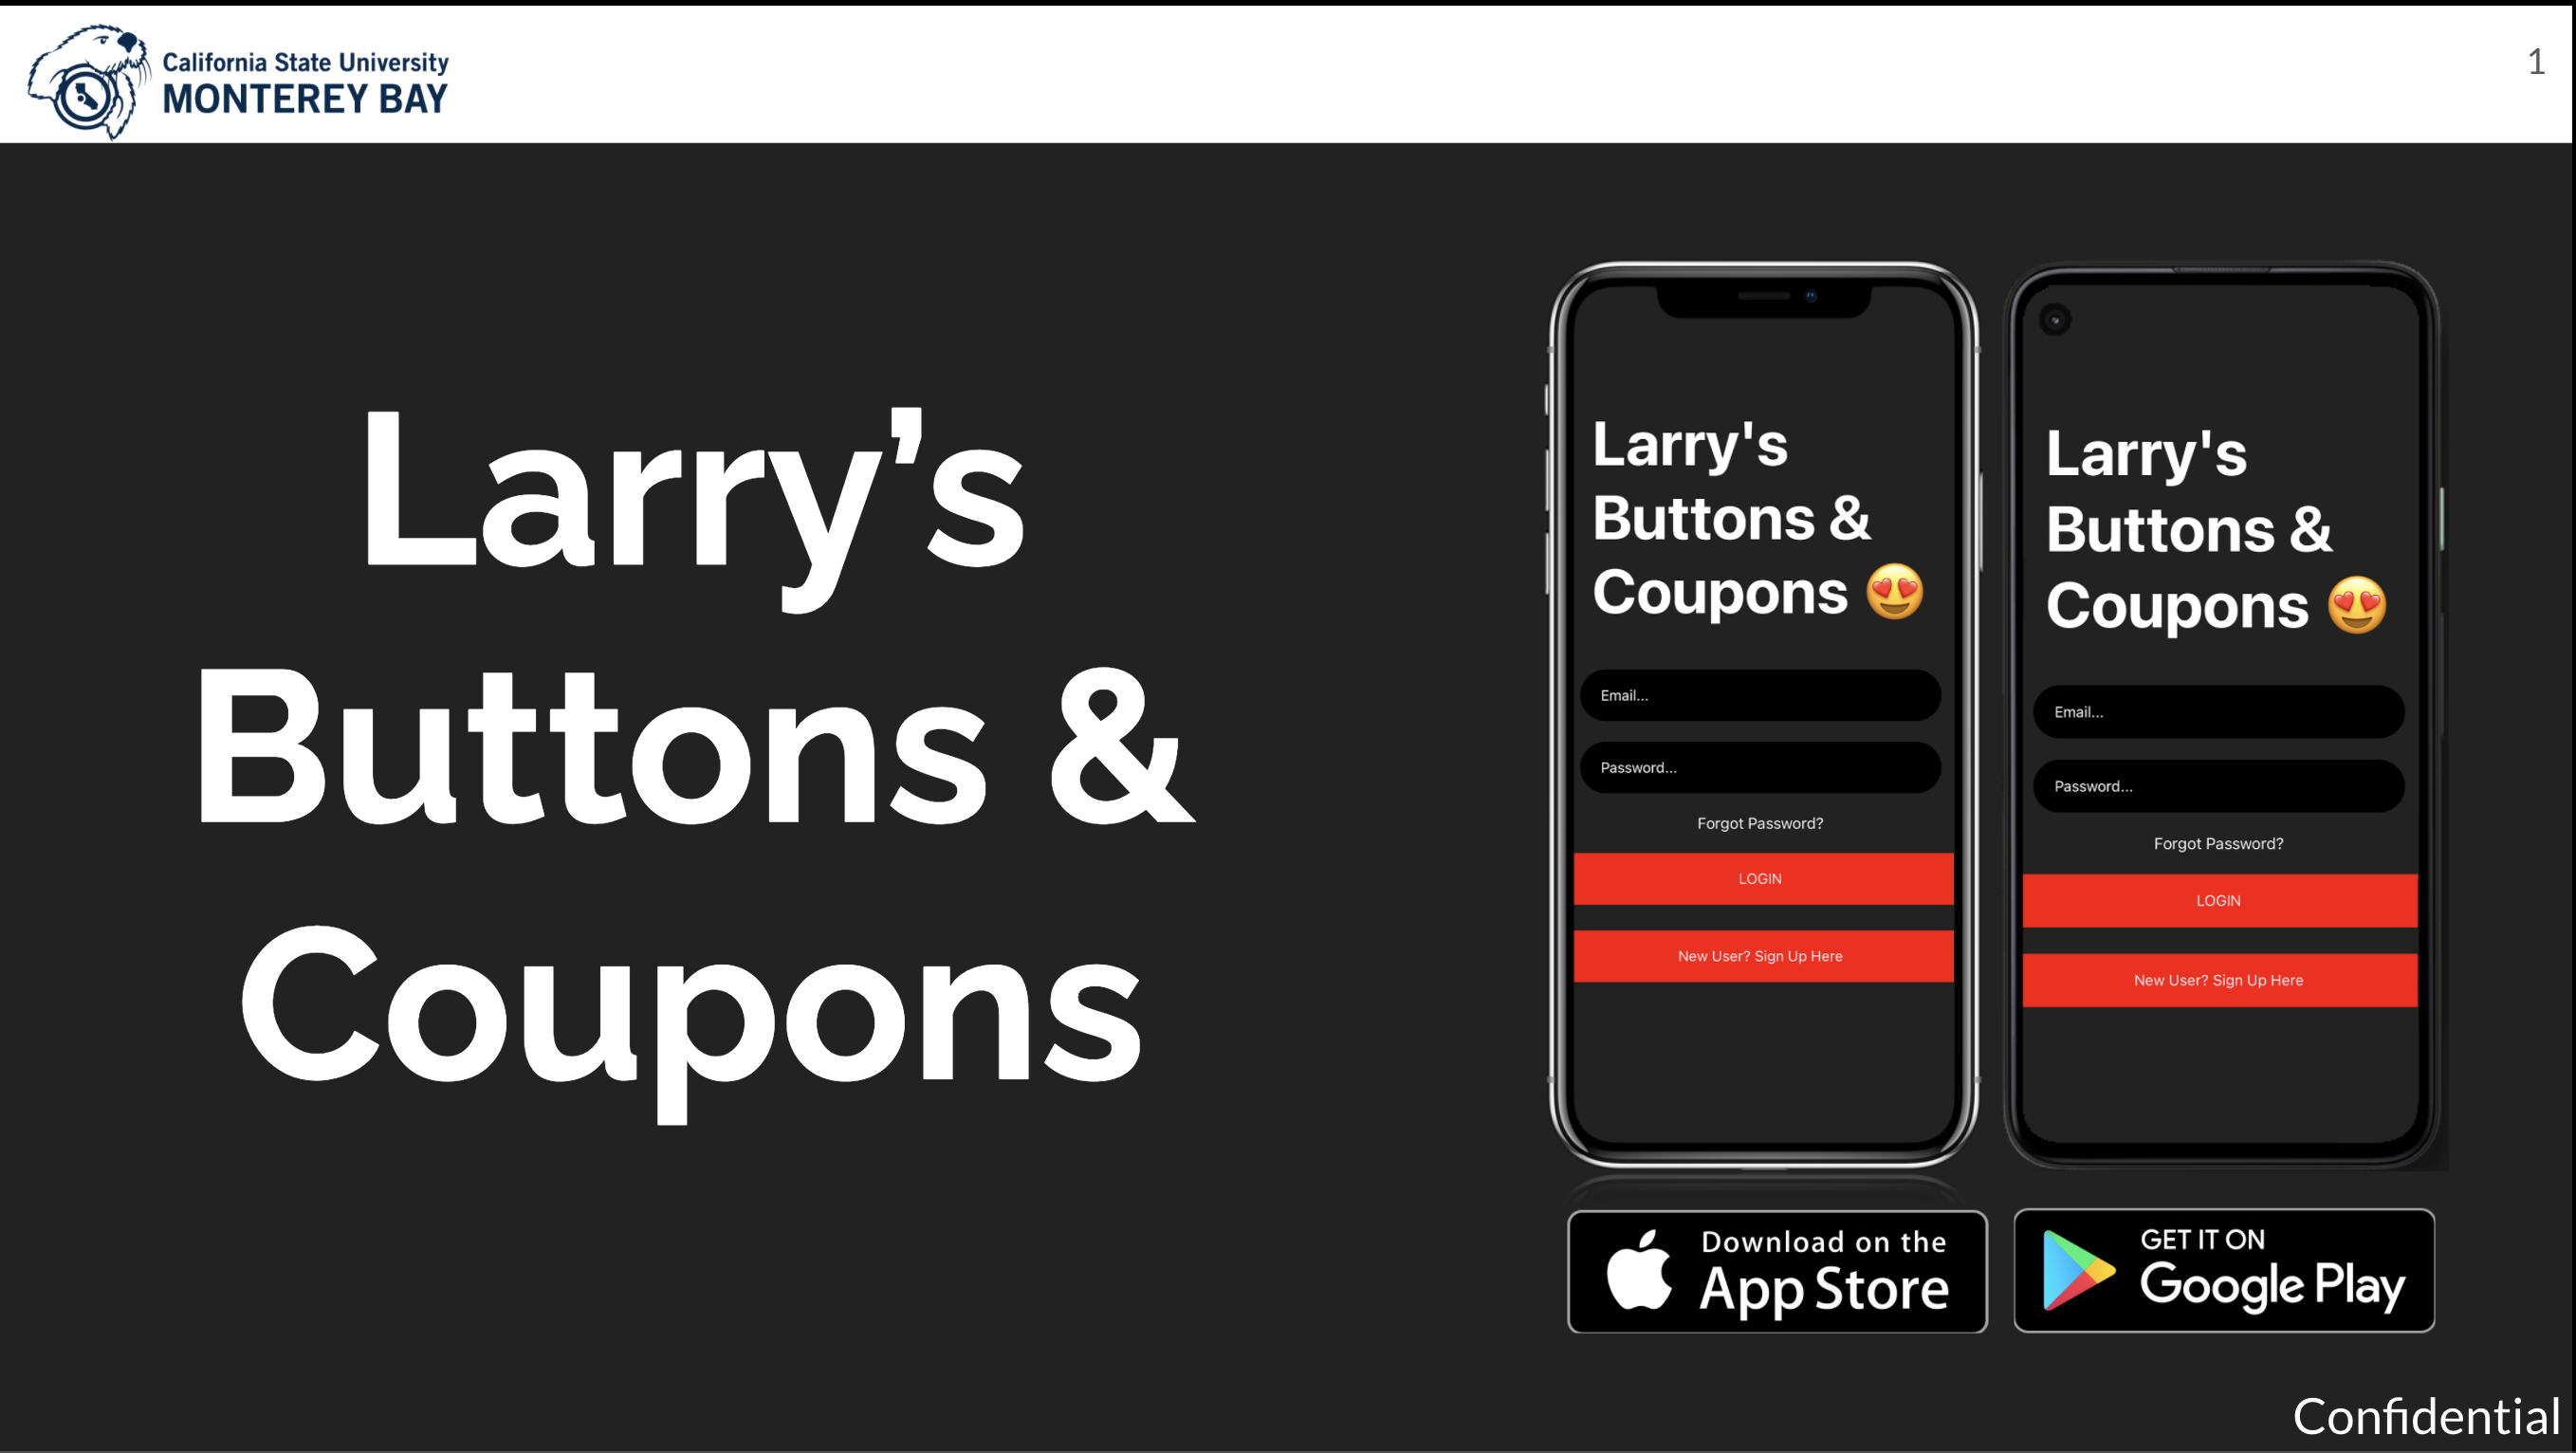 California State University
MONTEREY BAY
1
Larry’s
Buttons &
Coupons
Larry's
Buttons &
Coupons 😍
Email...
Password...
Forgot Password?
LOGIN
New User? Sign Up Here
Larry's
Buttons &
Coupons 😍
Email...
Password...
Forgot Password?
LOGIN
New User? Sign Up Here
Download on the
App Store
GET IT ON
Google Play
Confidential